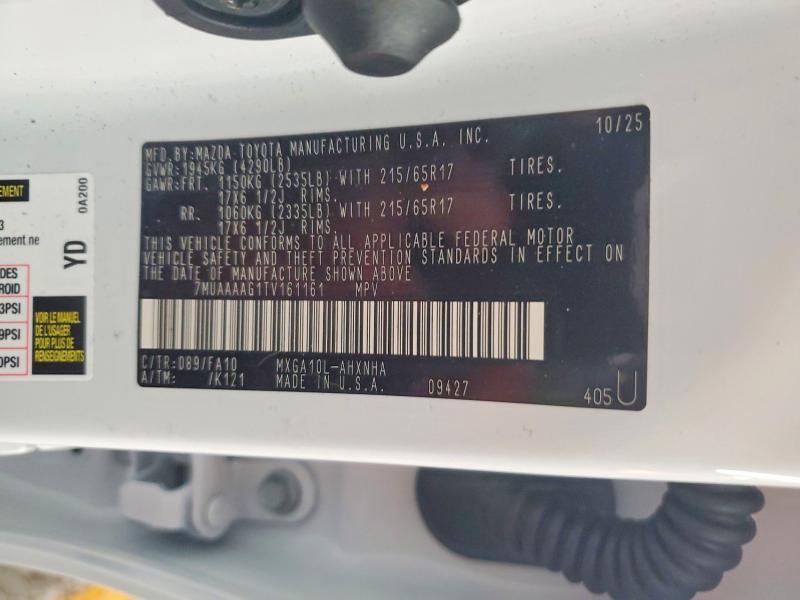 MFD.BY:MAZDA TOYOTA MANUFACTURING U.S.A. INC. 10/25
GVWR:1945KG (4290LB)
GAWR:FRT. 1150KG (2535LB) WITH 215/65R17 TIRES.
17X6 1/2J RIMS.
RR. 1060KG (2335LB) WITH 215/65R17 TIRES.
17X6 1/2J RIMS.
THIS VEHICLE CONFORMS TO ALL APPLICABLE FEDERAL MOTOR
VEHICLE SAFETY AND THEFT PREVENTION STANDARDS IN EFFECT ON
THE DATE OF MANUFACTURE SHOWN ABOVE
7MUAAAAG1TV161161 MPV
C/TR:089/FA10 MXGA10L-AHXNHA
A/TM: /K121 MADE IN U.S.A. 09427
405 U
0A200
YD
VOIR LE MANUEL
DE L'USAGER
POUR PLUS DE
RENSEIGNEMENTS